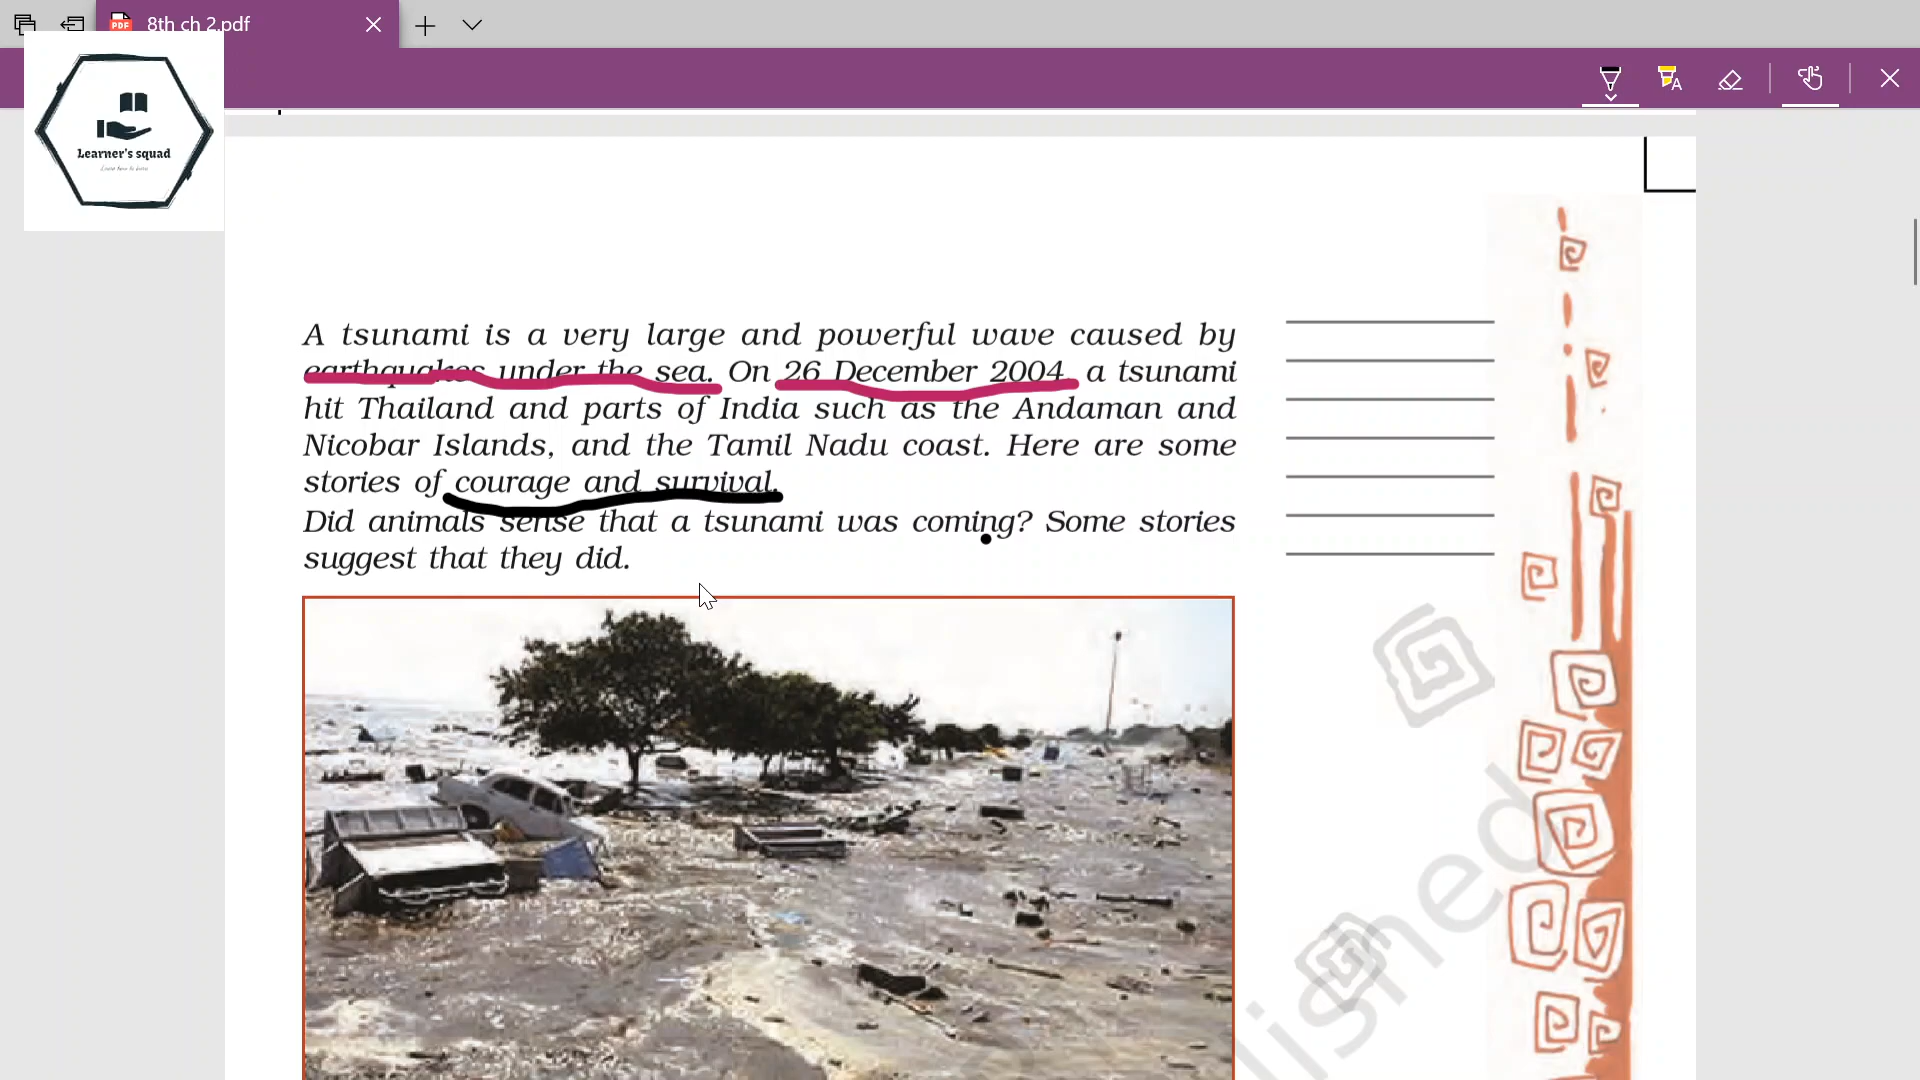 8th ch 2.pdf
PDF
Learner's squad
A tsunami is a very large and powerful wave caused by
earthquakes under the sea. On 26 December 2004, a tsunami
hit Thailand and parts of India such as the Andaman and
Nicobar Islands, and the Tamil Nadu coast. Here are some
stories of courage and survival.
Did animals sense that a tsunami was coming? Some stories
suggest that they did.
lished